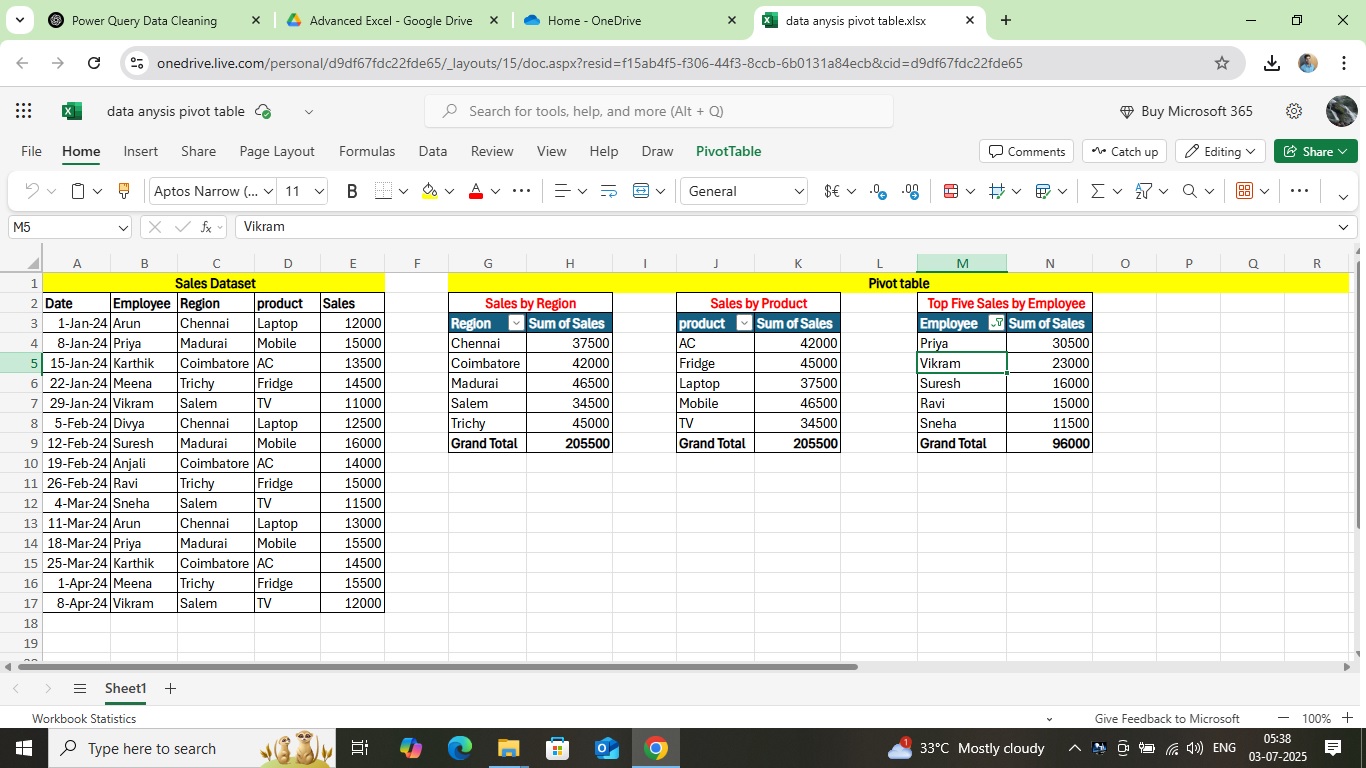 Power Query Data Cleaning
Advanced Excel - Google Drive
Home - OneDrive
data anysis pivot table.xlsx
onedrive.live.com/personal/d9df67fdc22fde65/_layouts/15/doc.aspx?resid=f15ab4f5-f306-44f3-8ccb-6b0131a84ecb&cid=d9df67fdc22fde65
data anysis pivot table
Search for tools, help, and more (Alt + Q)
Buy Microsoft 365
File Home Insert Share Page Layout Formulas Data Review View Help Draw PivotTable Comments Catch up Editing Share
Aptos Narrow (... 11 B A General $€ .0 .00
M5 fx Vikram
A B C D E F G H I J K L M N O P Q R
1 Sales Dataset Pivot table
2 Date Employee Region product Sales Sales by Region Sales by Product Top Five Sales by Employee
3 1-Jan-24 Arun Chennai Laptop 12000 Region Sum of Sales product Sum of Sales Employee Sum of Sales
4 8-Jan-24 Priya Madurai Mobile 15000 Chennai 37500 AC 42000 Priya 30500
5 15-Jan-24 Karthik Coimbatore AC 13500 Coimbatore 42000 Fridge 45000 Vikram 23000
6 22-Jan-24 Meena Trichy Fridge 14500 Madurai 46500 Laptop 37500 Suresh 16000
7 29-Jan-24 Vikram Salem TV 11000 Salem 34500 Mobile 46500 Ravi 15000
8 5-Feb-24 Divya Chennai Laptop 12500 Trichy 45000 TV 34500 Sneha 11500
9 12-Feb-24 Suresh Madurai Mobile 16000 Grand Total 205500 Grand Total 205500 Grand Total 96000
10 19-Feb-24 Anjali Coimbatore AC 14000
11 26-Feb-24 Ravi Trichy Fridge 15000
12 4-Mar-24 Sneha Salem TV 11500
13 11-Mar-24 Arun Chennai Laptop 13000
14 18-Mar-24 Priya Madurai Mobile 15500
15 25-Mar-24 Karthik Coimbatore AC 14500
16 1-Apr-24 Meena Trichy Fridge 15500
17 8-Apr-24 Vikram Salem TV 12000
18
19
Sheet1
Workbook Statistics Give Feedback to Microsoft 100%
Type here to search 1 33°C Mostly cloudy ENG 05:38
03-07-2025